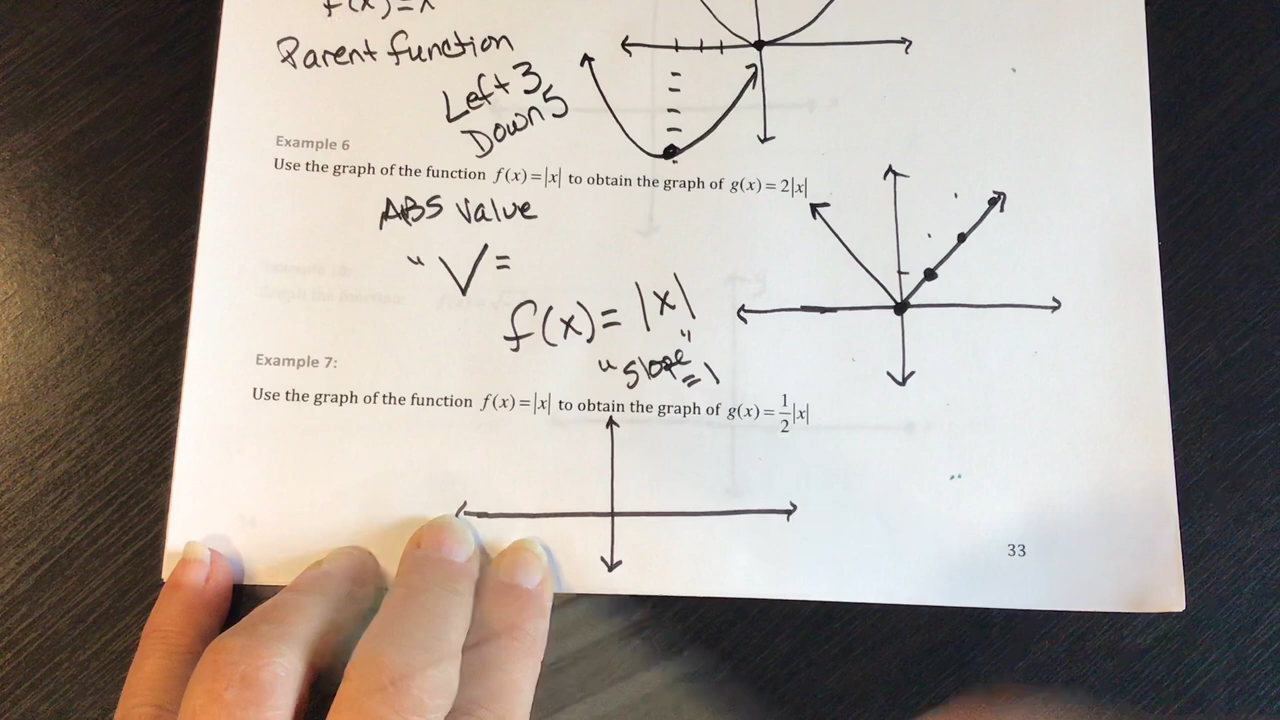 f(x)=x
Parent function
Left 3
Down 5
Example 6
Use the graph of the function f(x)=|x| to obtain the graph of g(x)=2|x|
ABS Value
"V=
f(x)=|x|
"slope"
=1
Example 7:
Use the graph of the function f(x)=|x| to obtain the graph of g(x)=\frac{1}{2}|x|
33